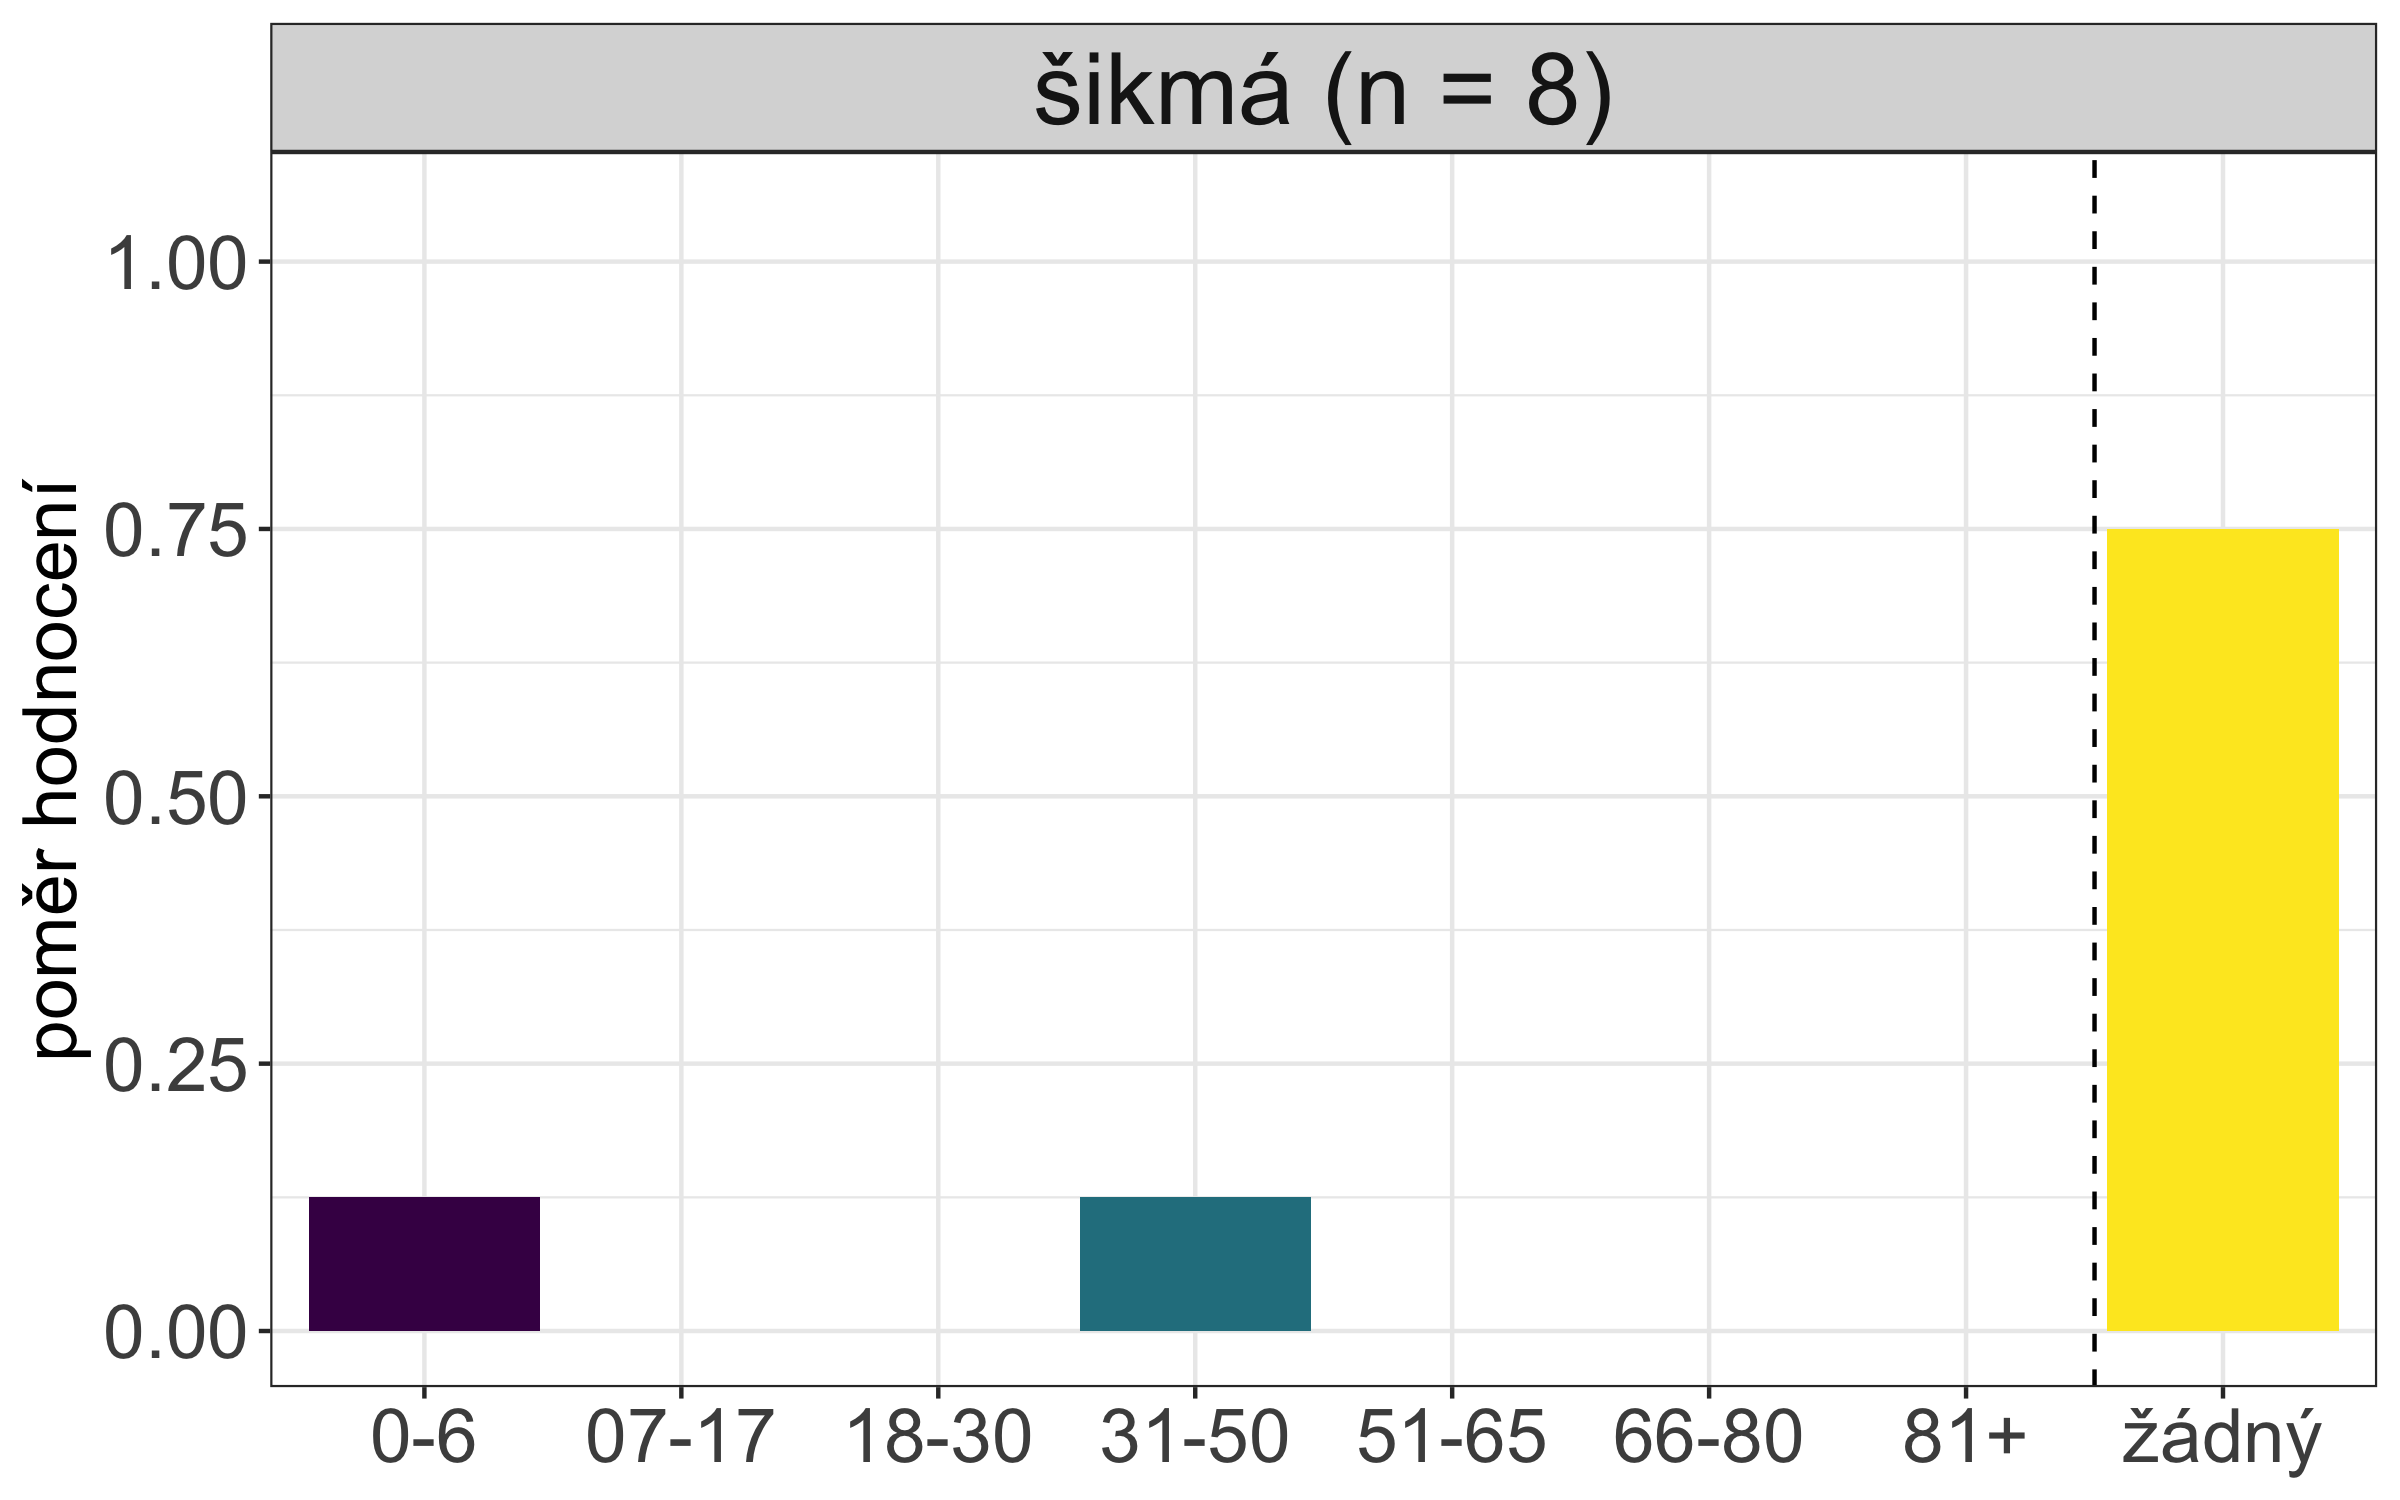 šikmá (n = 8)
poměr hodnocení
1.00
0.75
0.50
0.25
0.00
0-6 07-17 18-30 31-50 51-65 66-80 81+ žádný